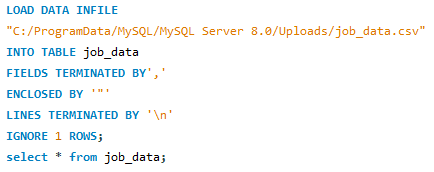 LOAD DATA INFILE
"C:/ProgramData/MySQL/MySQL Server 8.0/Uploads/job_data.csv"
INTO TABLE job_data
FIELDS TERMINATED BY','
ENCLOSED BY '"'
LINES TERMINATED BY '\n'
IGNORE 1 ROWS;
select * from job_data;